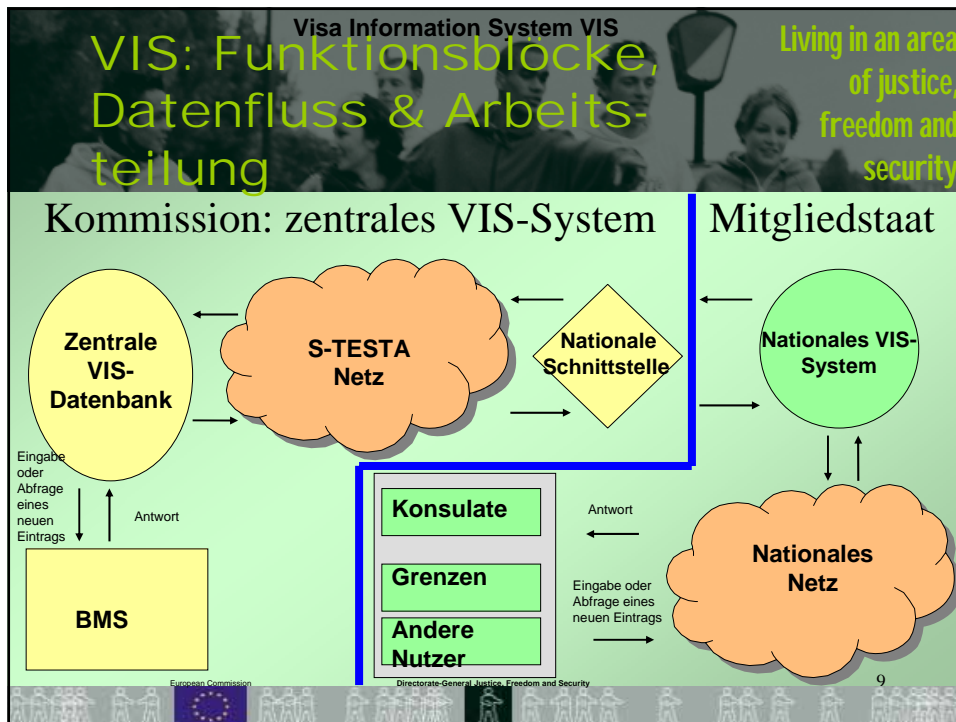 Visa Information System VIS
VIS: Funktionsblöcke,
Datenfluss & Arbeits-
teilung
Living in an area
of justice,
freedom and
security
Kommission: zentrales VIS-System
Mitgliedstaat
Zentrale
VIS-
Datenbank
S-TESTA
Netz
Nationale
Schnittstelle
Nationales VIS-
System
Eingabe
oder
Abfrage
eines
neuen
Eintrags
Antwort
BMS
Konsulate
Grenzen
Andere
Nutzer
Antwort
Eingabe oder
Abfrage eines
neuen Eintrags
Nationales
Netz
European Commission
Directorate-General Justice, Freedom and Security
9